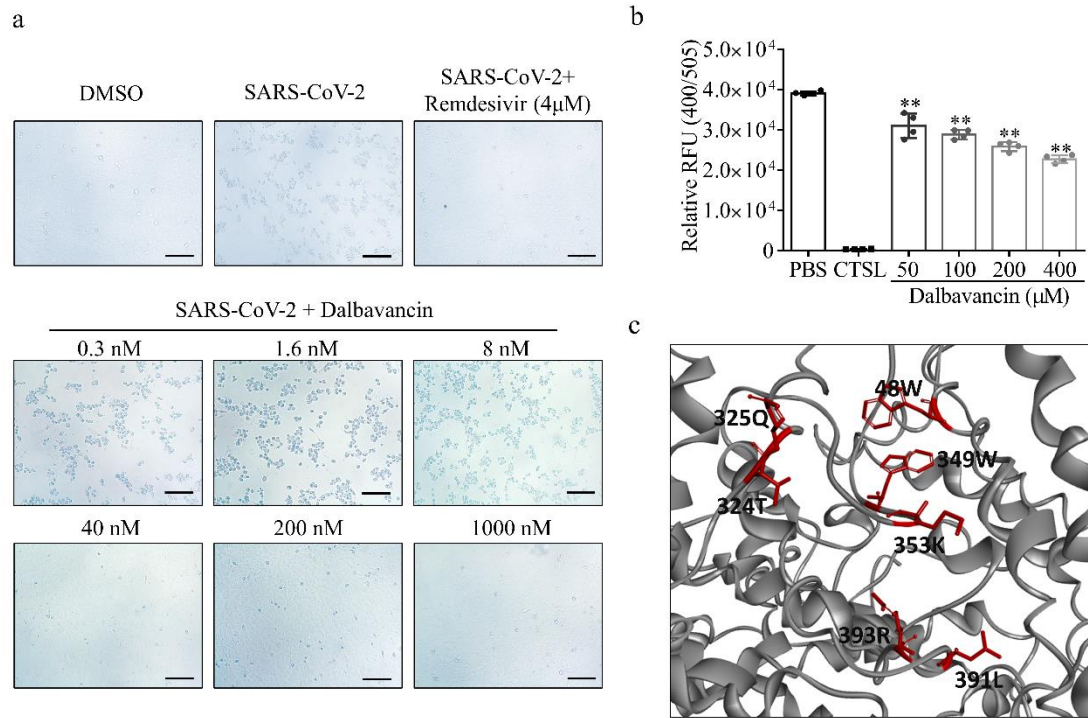 a
DMSO
SARS-CoV-2
SARS-CoV-2+
Remdesivir (4μM)
SARS-CoV-2 + Dalbavancin
0.3 nM
1.6 nM
8 nM
40 nM
200 nM
1000 nM
b
Relative RFU (400/505)
5.0×10⁴
4.0×10⁴
3.0×10⁴
2.0×10⁴
1.0×10⁴
0
**
**
**
**
PBS CTSL 50 100 200 400
Dalbavancin (μM)
c
48W
325Q
349W
324T
353K
393R
391L